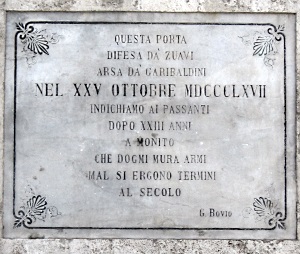 QUESTA PORTA
DIFESA DA' ZUAVI
ARSA DA' GARIBALDINI
NEL XXV OTTOBRE MDCCCLXVII
INDICHIAMO AI PASSANTI
DOPO XXIII ANNI
A MONITO
CHE DOGMI MURA ARMI
MAL SI ERGONO TERMINI
AL SECOLO
G. BOVIO